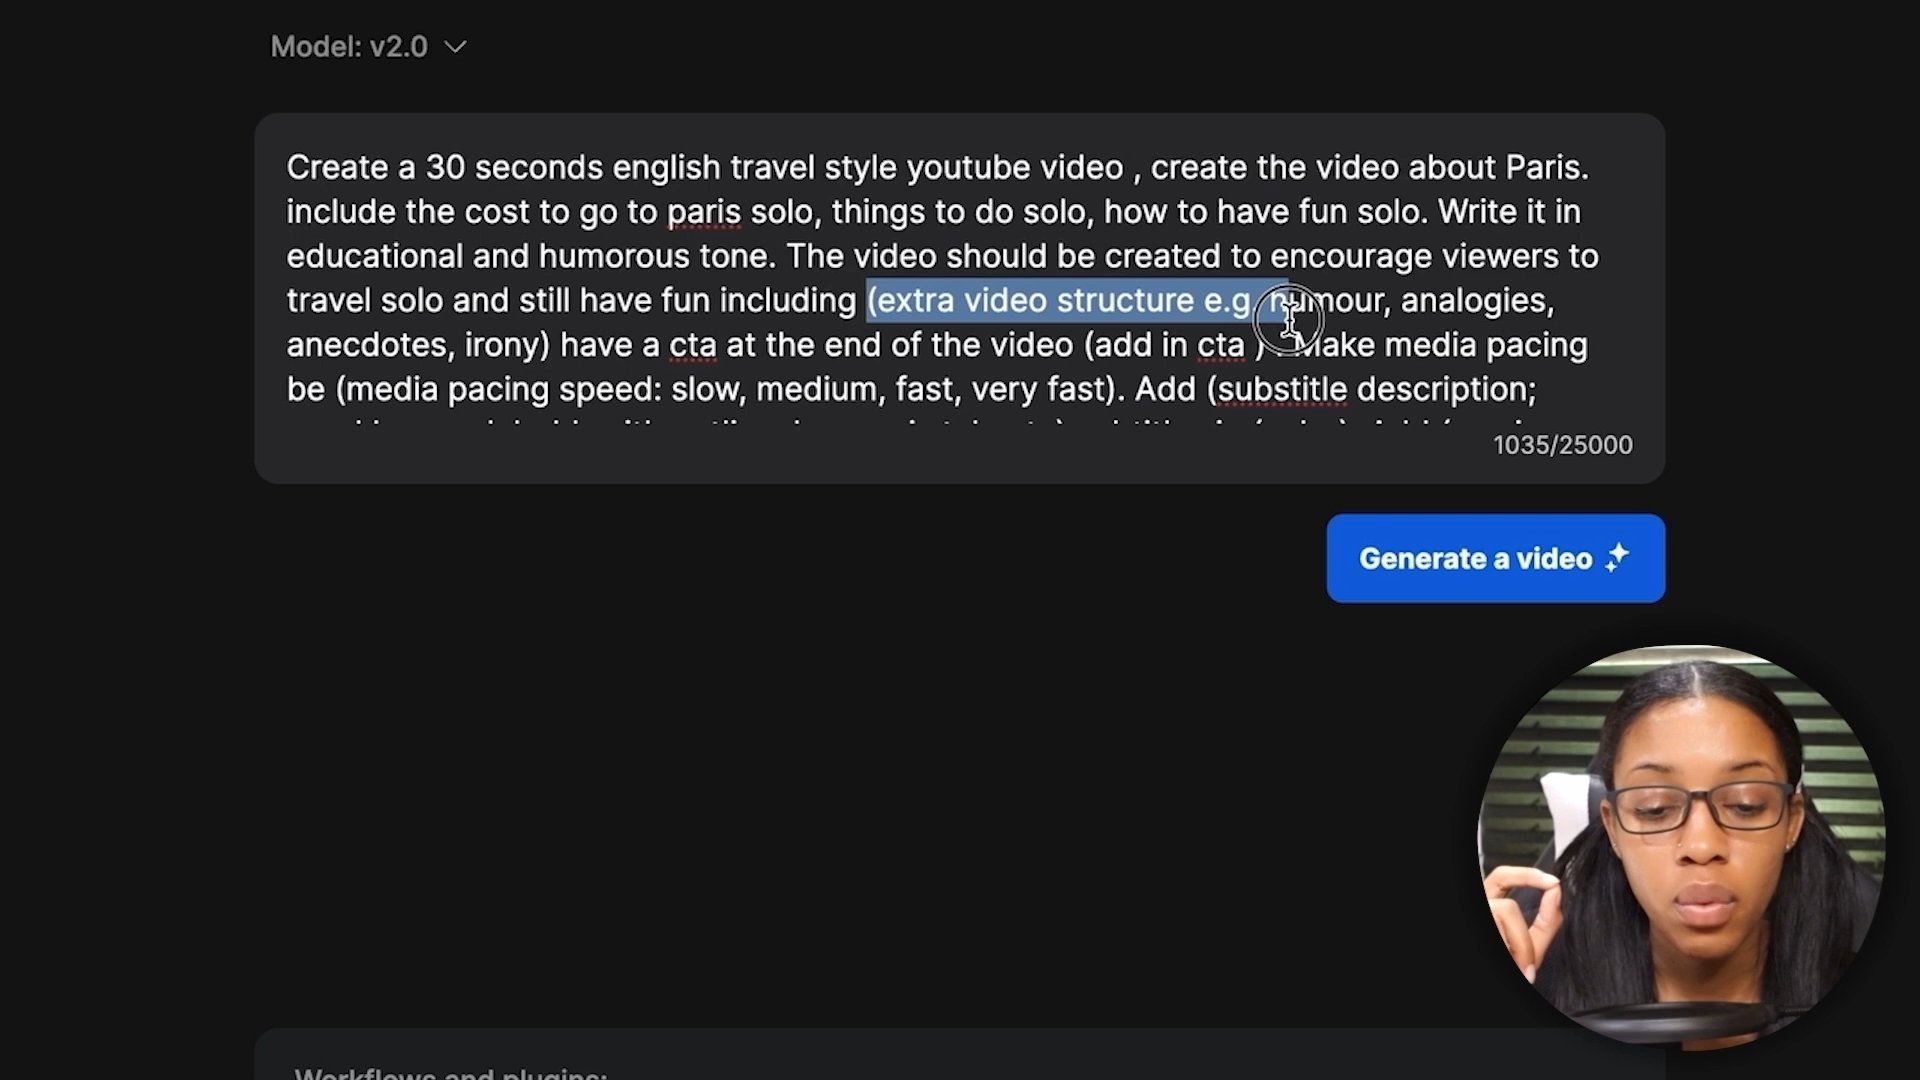 Model: v2.0
Create a 30 seconds english travel style youtube video , create the video about Paris.
include the cost to go to paris solo, things to do solo, how to have fun solo. Write it in
educational and humorous tone. The video should be created to encourage viewers to
travel solo and still have fun including (extra video structure e.g humour, analogies,
anecdotes, irony) have a cta at the end of the video (add in cta ) . Make media pacing
be (media pacing speed: slow, medium, fast, very fast). Add (substitle description;
1035/25000
Generate a video
Workflows and plugins: